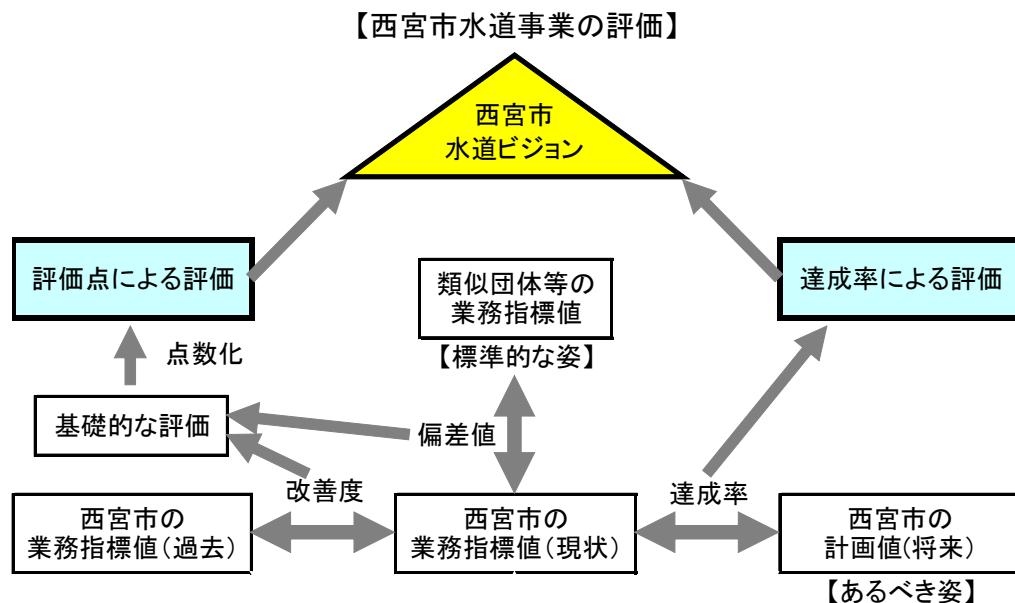 【西宮市水道事業の評価】
西宮市
水道ビジョン
評価点による評価
類似団体等の
業務指標値
達成率による評価
【標準的な姿】
点数化
基礎的な評価
偏差値
改善度
達成率
西宮市の
業務指標値(過去)
西宮市の
業務指標値(現状)
西宮市の
計画値(将来)
【あるべき姿】